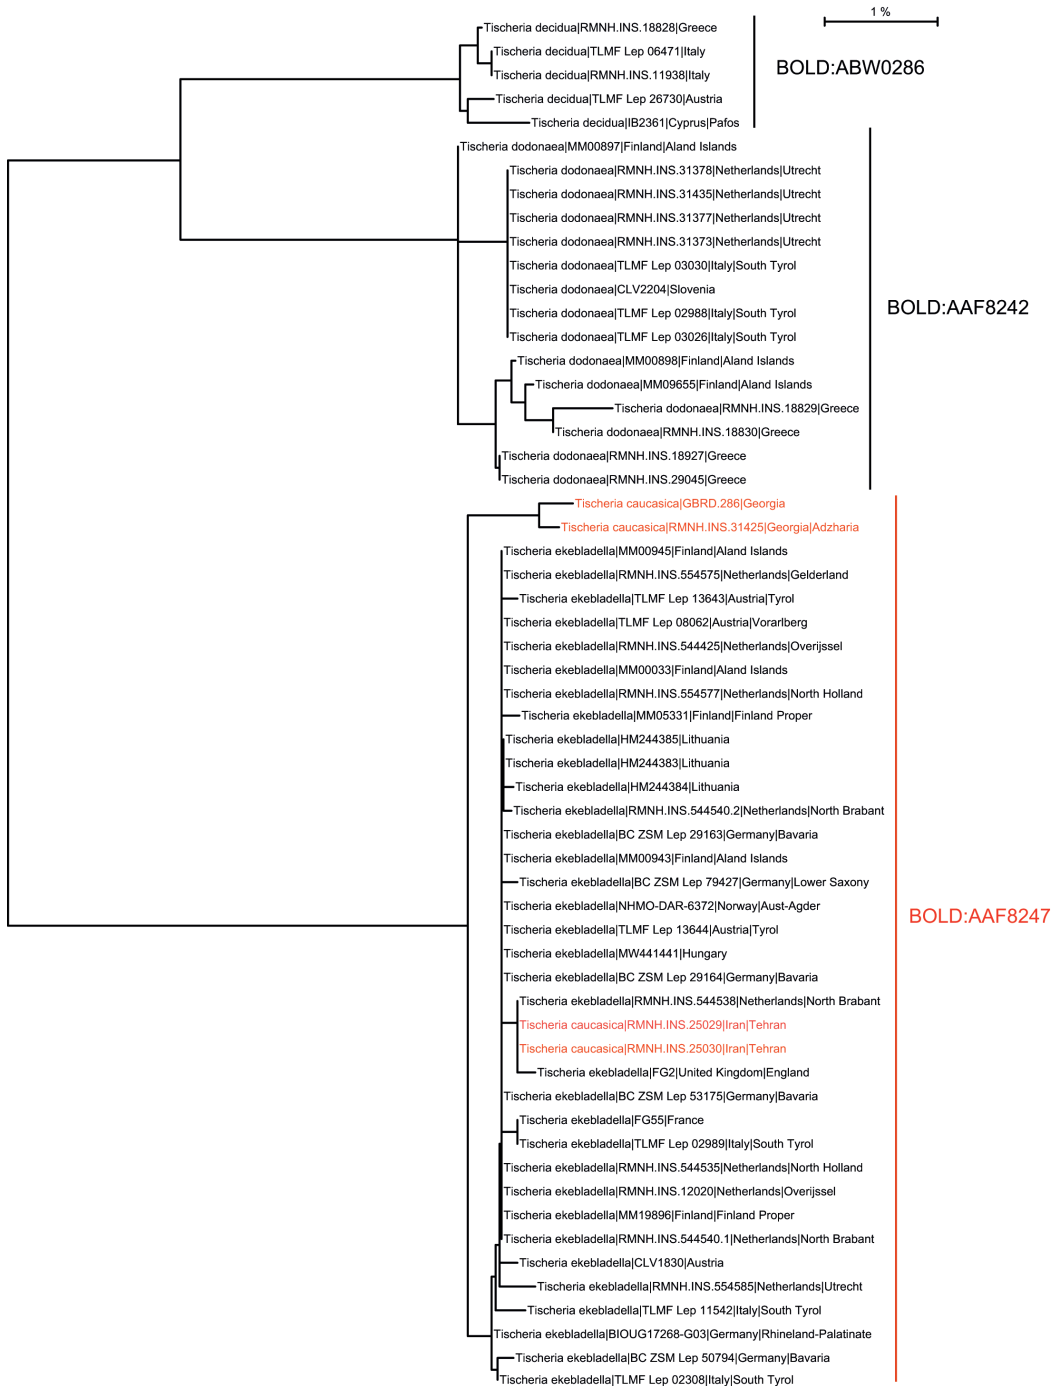 1 %
Tischeria decidua|RMNH.INS.18828|Greece
Tischeria decidua|TLMF Lep 06471|Italy
BOLD:ABW0286
Tischeria decidua|RMNH.INS.11938|Italy
Tischeria decidua|TLMF Lep 26730|Austria
Tischeria decidua|IB2361|Cyprus|Pafos
Tischeria dodonaea|MM00897|Finland|Aland Islands
Tischeria dodonaea|RMNH.INS.31378|Netherlands|Utrecht
Tischeria dodonaea|RMNH.INS.31435|Netherlands|Utrecht
Tischeria dodonaea|RMNH.INS.31377|Netherlands|Utrecht
Tischeria dodonaea|RMNH.INS.31373|Netherlands|Utrecht
Tischeria dodonaea|TLMF Lep 03030|Italy|South Tyrol
Tischeria dodonaea|CLV2204|Slovenia
BOLD:AAF8242
Tischeria dodonaea|TLMF Lep 02988|Italy|South Tyrol
Tischeria dodonaea|TLMF Lep 03026|Italy|South Tyrol
Tischeria dodonaea|MM00898|Finland|Aland Islands
Tischeria dodonaea|MM09655|Finland|Aland Islands
Tischeria dodonaea|RMNH.INS.18829|Greece
Tischeria dodonaea|RMNH.INS.18830|Greece
Tischeria dodonaea|RMNH.INS.18927|Greece
Tischeria dodonaea|RMNH.INS.29045|Greece
Tischeria caucasica|GBRD.286|Georgia
Tischeria caucasica|RMNH.INS.31425|Georgia|Adzharia
Tischeria ekebladella|MM00945|Finland|Aland Islands
Tischeria ekebladella|RMNH.INS.554575|Netherlands|Gelderland
Tischeria ekebladella|TLMF Lep 13643|Austria|Tyrol
Tischeria ekebladella|TLMF Lep 08062|Austria|Vorarlberg
Tischeria ekebladella|RMNH.INS.544425|Netherlands|Overijssel
Tischeria ekebladella|MM00033|Finland|Aland Islands
Tischeria ekebladella|RMNH.INS.554577|Netherlands|North Holland
Tischeria ekebladella|MM05331|Finland|Finland Proper
Tischeria ekebladella|HM244385|Lithuania
Tischeria ekebladella|HM244383|Lithuania
Tischeria ekebladella|HM244384|Lithuania
Tischeria ekebladella|RMNH.INS.544540.2|Netherlands|North Brabant
Tischeria ekebladella|BC ZSM Lep 29163|Germany|Bavaria
Tischeria ekebladella|MM00943|Finland|Aland Islands
Tischeria ekebladella|BC ZSM Lep 79427|Germany|Lower Saxony
Tischeria ekebladella|NHMO-DAR-6372|Norway|Aust-Agder
BOLD:AAF8247
Tischeria ekebladella|TLMF Lep 13644|Austria|Tyrol
Tischeria ekebladella|MW441441|Hungary
Tischeria ekebladella|BC ZSM Lep 29164|Germany|Bavaria
Tischeria ekebladella|RMNH.INS.544538|Netherlands|North Brabant
Tischeria caucasica|RMNH.INS.25029|Iran|Tehran
Tischeria caucasica|RMNH.INS.25030|Iran|Tehran
Tischeria ekebladella|FG2|United Kingdom|England
Tischeria ekebladella|BC ZSM Lep 53175|Germany|Bavaria
Tischeria ekebladella|FG55|France
Tischeria ekebladella|TLMF Lep 02989|Italy|South Tyrol
Tischeria ekebladella|RMNH.INS.544535|Netherlands|North Holland
Tischeria ekebladella|RMNH.INS.12020|Netherlands|Overijssel
Tischeria ekebladella|MM19896|Finland|Finland Proper
Tischeria ekebladella|RMNH.INS.544540.1|Netherlands|North Brabant
Tischeria ekebladella|CLV1830|Austria
Tischeria ekebladella|RMNH.INS.554585|Netherlands|Utrecht
Tischeria ekebladella|TLMF Lep 11542|Italy|South Tyrol
Tischeria ekebladella|BIOUG17268-G03|Germany|Rhineland-Palatinate
Tischeria ekebladella|BC ZSM Lep 50794|Germany|Bavaria
Tischeria ekebladella|TLMF Lep 02308|Italy|South Tyrol